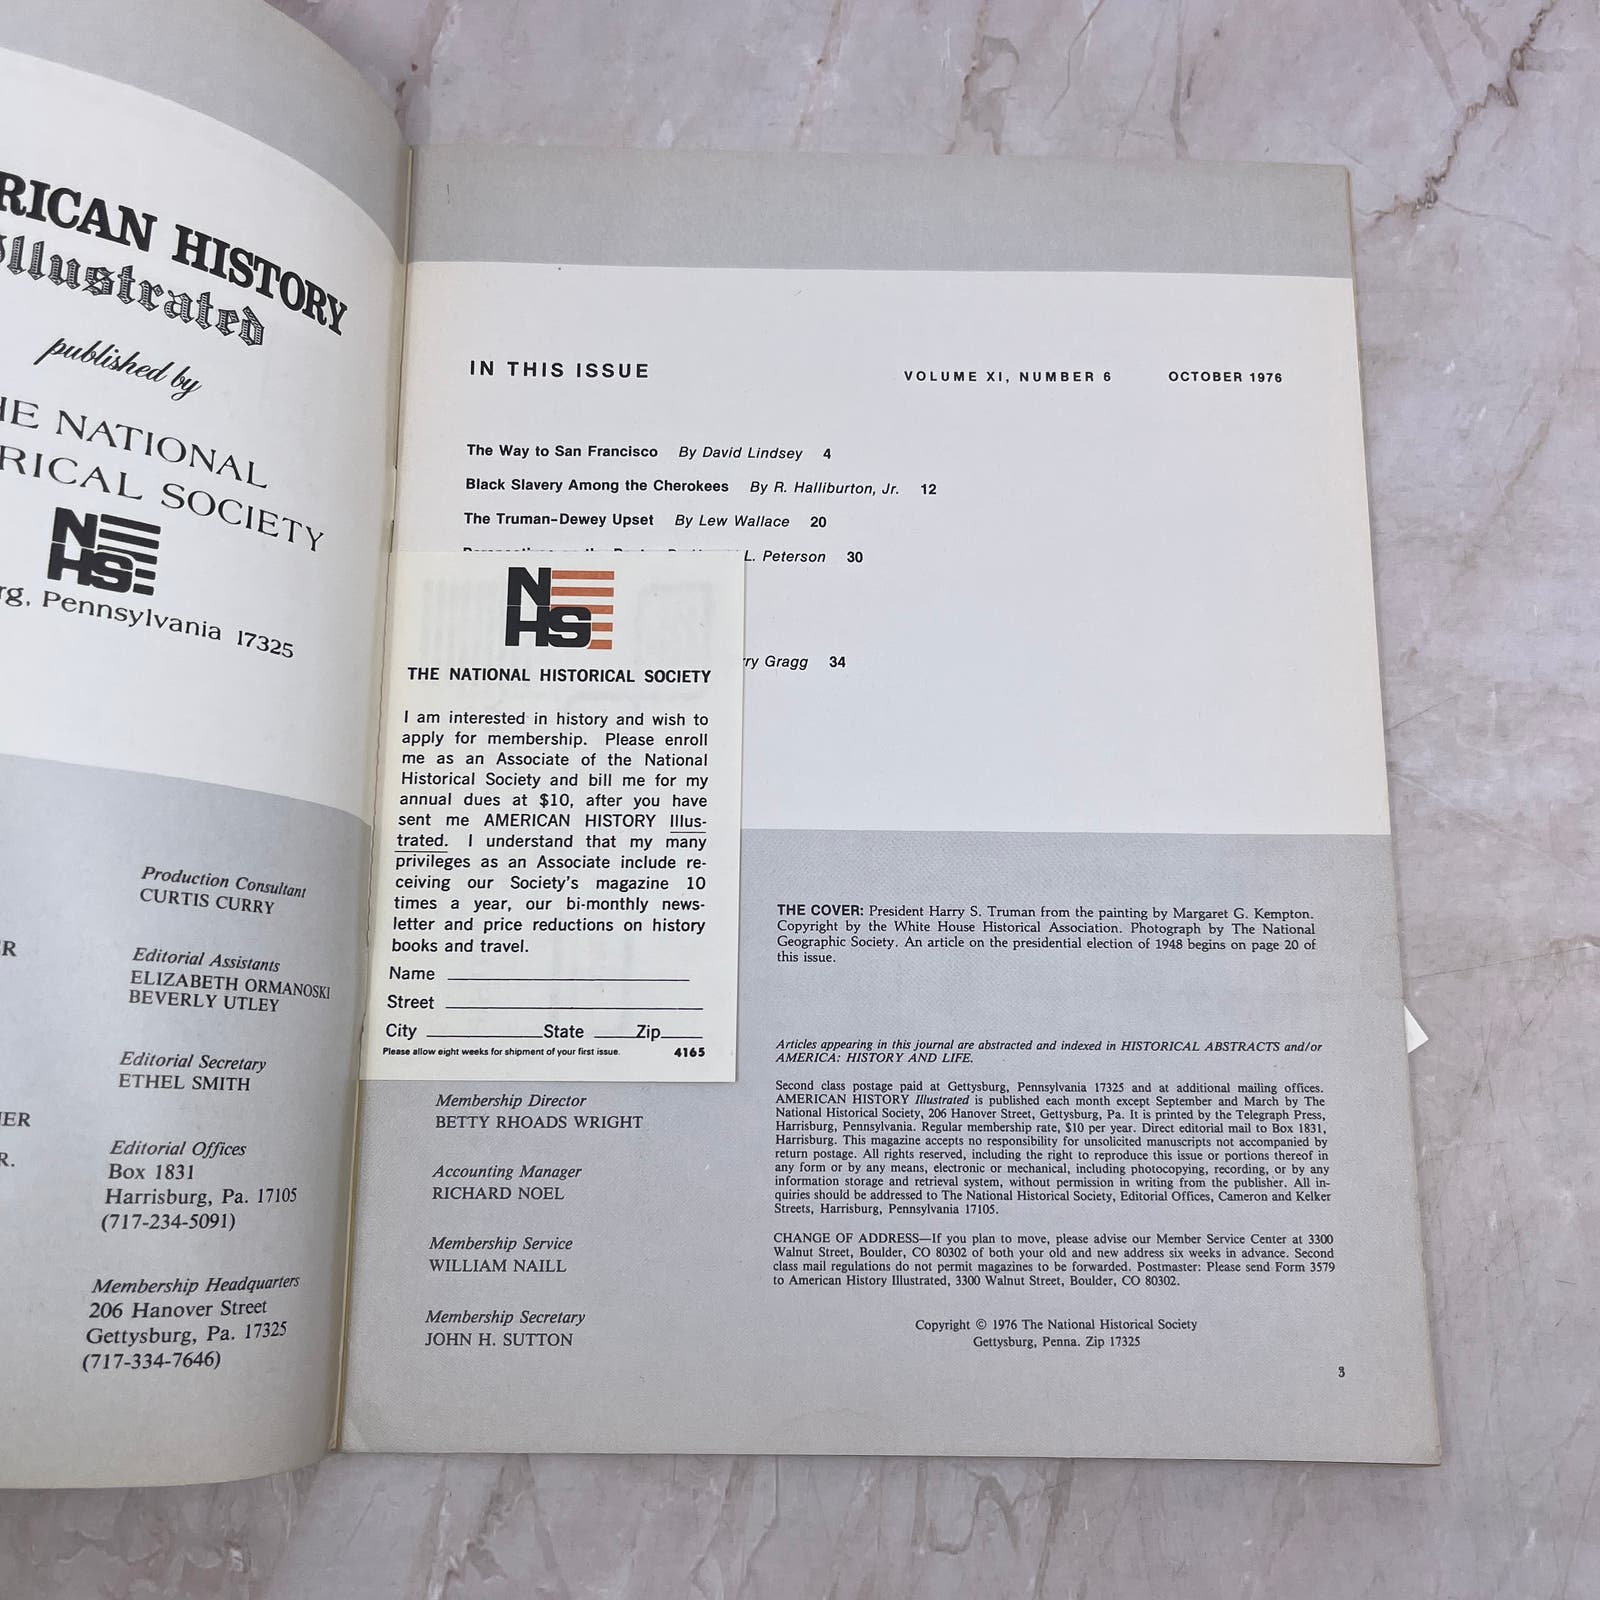 RICAN HISTORY
Illustrated
published by
HE NATIONAL
RICAL SOCIETY
N
HS
rg, Pennsylvania 17325
Production Consultant
CURTIS CURRY
R
Editorial Assistants
ELIZABETH ORMANOSKI
BEVERLY UTLEY
Editorial Secretary
ETHEL SMITH
ER
R.
Editorial Offices
Box 1831
Harrisburg, Pa. 17105
(717-234-5091)
Membership Headquarters
206 Hanover Street
Gettysburg, Pa. 17325
(717-334-7646)
IN THIS ISSUE VOLUME XI, NUMBER 6 OCTOBER 1976
The Way to San Francisco By David Lindsey 4
Black Slavery Among the Cherokees By R. Halliburton, Jr. 12
The Truman-Dewey Upset By Lew Wallace 20
L. Peterson 30
ry Gragg 34
N
HS
THE NATIONAL HISTORICAL SOCIETY
I am interested in history and wish to
apply for membership. Please enroll
me as an Associate of the National
Historical Society and bill me for my
annual dues at $10, after you have
sent me AMERICAN HISTORY Illus-
trated. I understand that my many
privileges as an Associate include re-
ceiving our Society's magazine 10
times a year, our bi-monthly news-
letter and price reductions on history
books and travel.
Name
Street
City State Zip
Please allow eight weeks for shipment of your first issue. 4165
Membership Director
BETTY RHOADS WRIGHT
Accounting Manager
RICHARD NOEL
Membership Service
WILLIAM NAILL
Membership Secretary
JOHN H. SUTTON
THE COVER: President Harry S. Truman from the painting by Margaret G. Kempton.
Copyright by the White House Historical Association. Photograph by The National
Geographic Society. An article on the presidential election of 1948 begins on page 20 of
this issue.
Articles appearing in this journal are abstracted and indexed in HISTORICAL ABSTRACTS and/or
AMERICA: HISTORY AND LIFE.
Second class postage paid at Gettysburg, Pennsylvania 17325 and at additional mailing offices.
AMERICAN HISTORY Illustrated is published each month except September and March by The
National Historical Society, 206 Hanover Street, Gettysburg, Pa. It is printed by the Telegraph Press,
Harrisburg, Pennsylvania. Regular membership rate, $10 per year. Direct editorial mail to Box 1831,
Harrisburg. This magazine accepts no responsibility for unsolicited manuscripts not accompanied by
return postage. All rights reserved, including the right to reproduce this issue or portions thereof in
any form or by any means, electronic or mechanical, including photocopying, recording, or by any
information storage and retrieval system, without permission in writing from the publisher. All in-
quiries should be addressed to The National Historical Society, Editorial Offices, Cameron and Kelker
Streets, Harrisburg, Pennsylvania 17105.
CHANGE OF ADDRESS—If you plan to move, please advise our Member Service Center at 3300
Walnut Street, Boulder, CO 80302 of both your old and new address six weeks in advance. Second
class mail regulations do not permit magazines to be forwarded. Postmaster: Please send Form 3579
to American History Illustrated, 3300 Walnut Street, Boulder, CO 80302.
Copyright © 1976 The National Historical Society
Gettysburg, Penna. Zip 17325
3